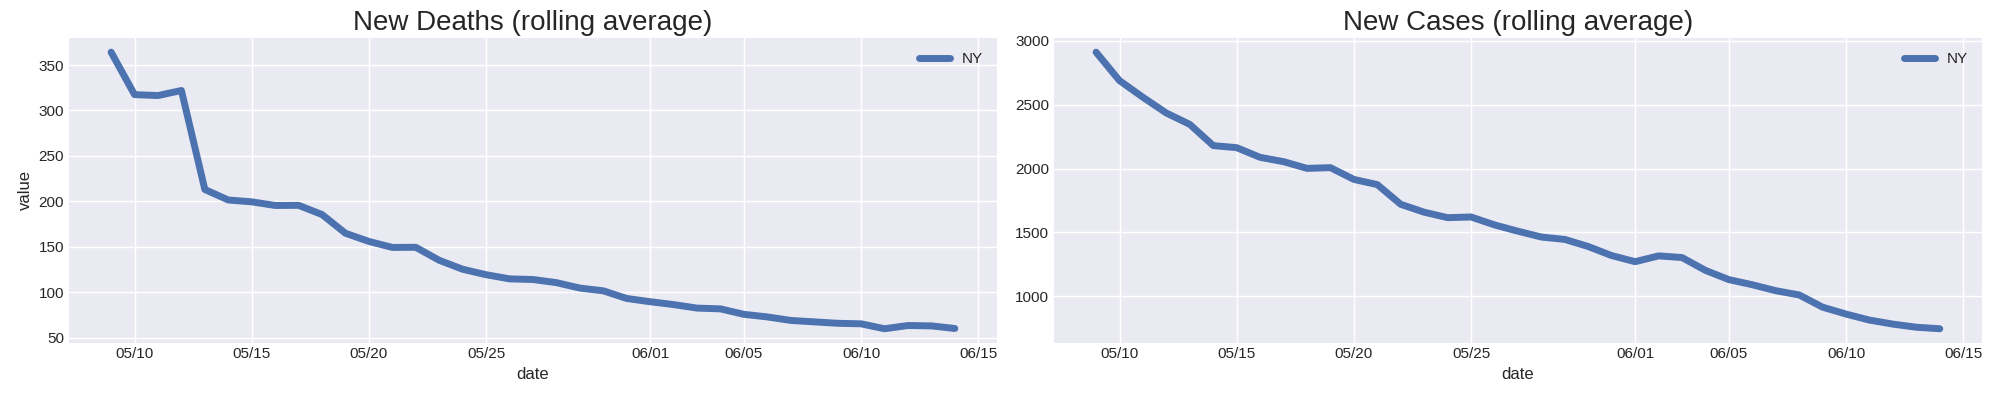 New Deaths (rolling average)
NY
value
350
300
250
200
150
100
50
05/10 05/15 05/20 05/25 06/01 06/05 06/10 06/15
date
New Cases (rolling average)
NY
3000
2500
2000
1500
1000
05/10 05/15 05/20 05/25 06/01 06/05 06/10 06/15
date